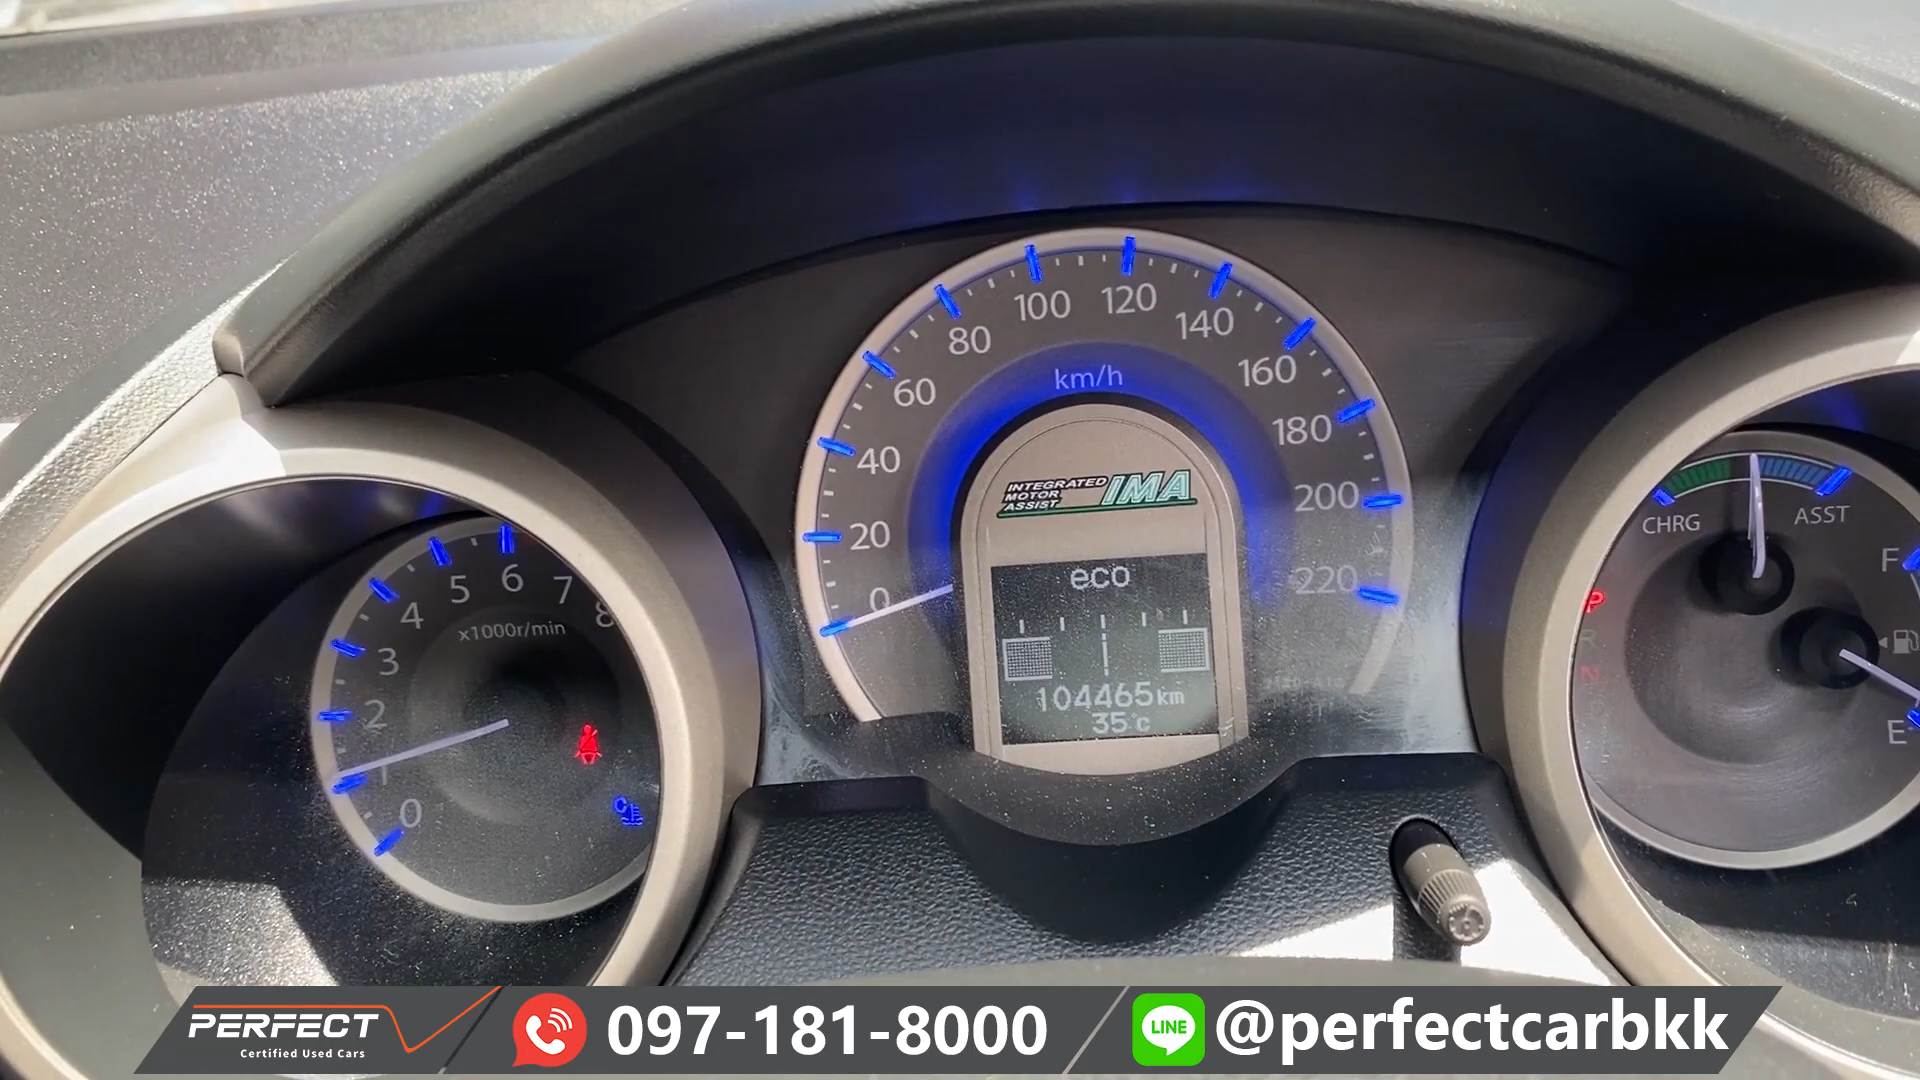 0
1
2
3
4
5
6
7
8
x1000r/min
0
20
40
60
80
100
120
140
160
180
200
220
km/h
INTEGRATED
MOTOR
ASSIST
IMA
eco
104465km
35°c
CHRG
ASST
F
E
P
R
N
C
PERFECT
Certified Used Cars
097-181-8000
LINE
@perfectcarbkk